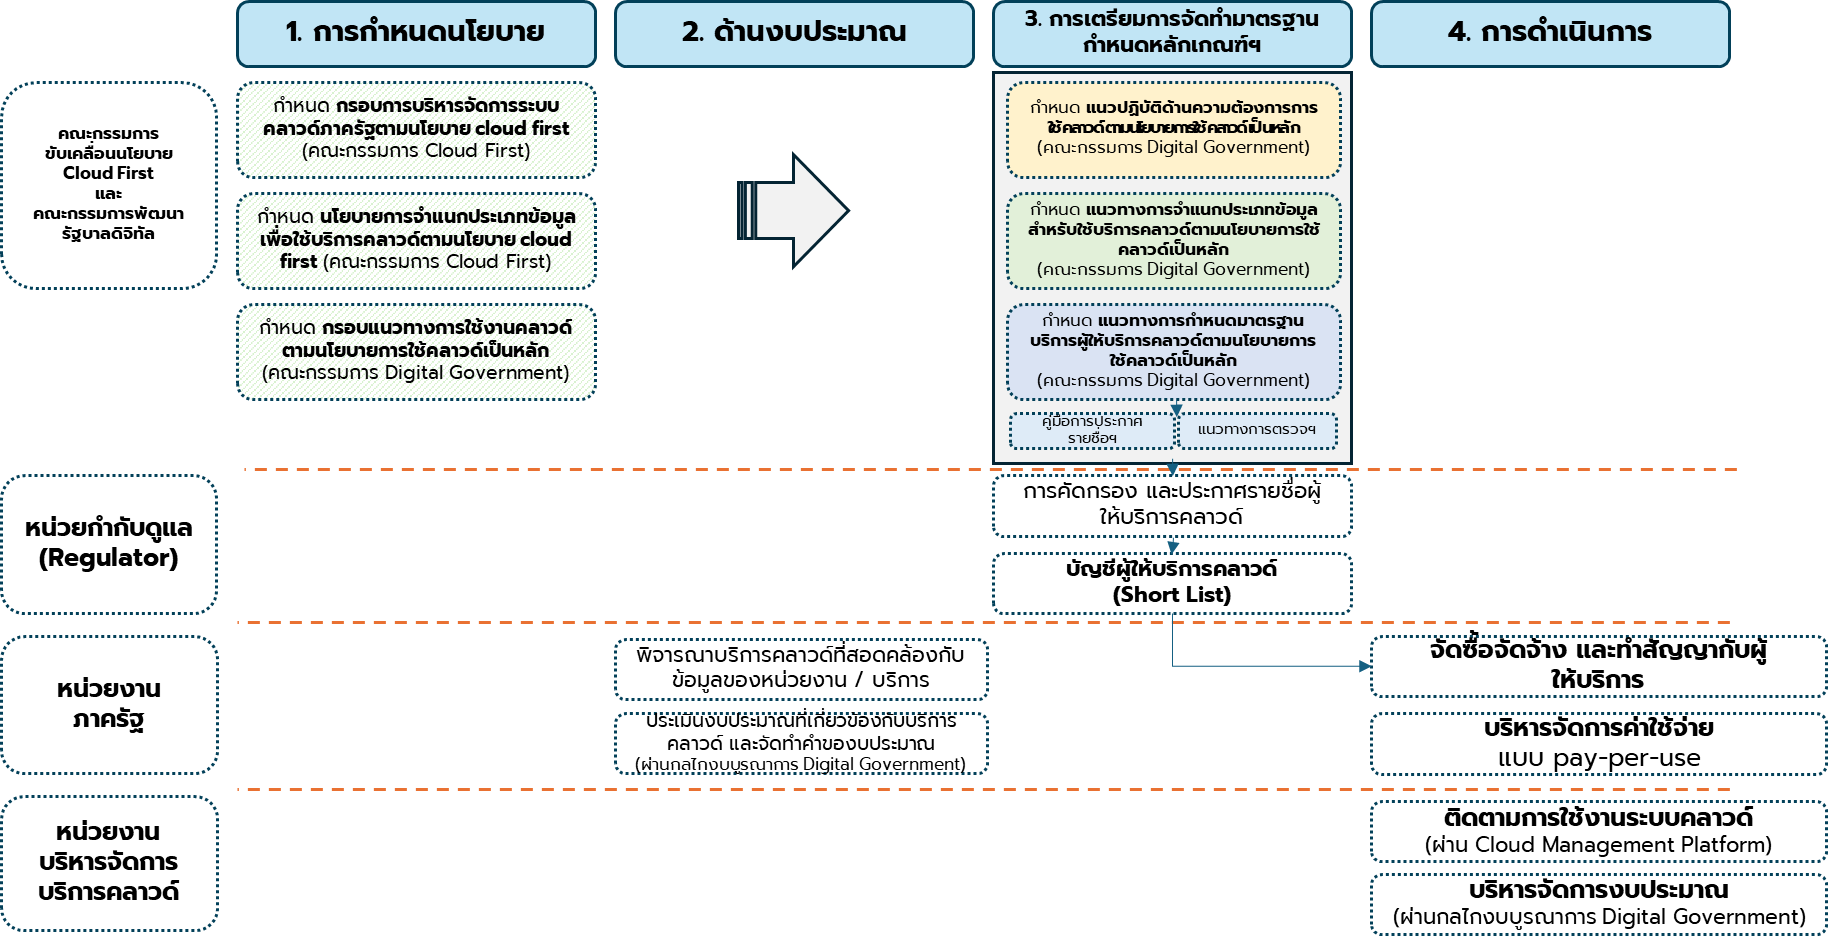 1. การกำหนดนโยบาย
2. ด้านงบประมาณ
3. การเตรียมการจัดทำมาตรฐาน
กำหนดหลักเกณฑ์ฯ
4. การดำเนินการ
คณะกรรมการ
ขับเคลื่อนนโยบาย
Cloud First
และ
คณะกรรมการพัฒนา
รัฐบาลดิจิทัล
กำหนด กรอบการบริหารจัดการระบบ
คลาวด์ภาครัฐตามนโยบาย cloud first
(คณะกรรมการ Cloud First)
กำหนด นโยบายการจำแนกประเภทข้อมูล
เพื่อใช้บริการคลาวด์ตามนโยบาย cloud
first (คณะกรรมการ Cloud First)
กำหนด กรอบแนวทางการใช้งานคลาวด์
ตามนโยบายการใช้คลาวด์เป็นหลัก
(คณะกรรมการ Digital Government)
กำหนด แนวปฏิบัติด้านความต้องการการ
ใช้คลาวด์ตามนโยบายการใช้คลาวด์เป็นหลัก
(คณะกรรมการ Digital Government)
กำหนด แนวทางการจำแนกประเภทข้อมูล
สำหรับใช้บริการคลาวด์ตามนโยบายการใช้
คลาวด์เป็นหลัก
(คณะกรรมการ Digital Government)
กำหนด แนวทางการกำหนดมาตรฐาน
บริการผู้ให้บริการคลาวด์ตามนโยบายการ
ใช้คลาวด์เป็นหลัก
(คณะกรรมการ Digital Government)
คู่มือการประกาศ
รายชื่อฯ
แนวทางการตรวจฯ
หน่วยกำกับดูแล
(Regulator)
การคัดกรอง และประกาศรายชื่อผู้
ให้บริการคลาวด์
บัญชีผู้ให้บริการคลาวด์
(Short List)
หน่วยงาน
ภาครัฐ
พิจารณาบริการคลาวด์ที่สอดคล้องกับ
ข้อมูลของหน่วยงาน / บริการ
ประเมินงบประมาณที่เกี่ยวข้องกับบริการ
คลาวด์ และจัดทำคำของบประมาณ
(ผ่านกลไกงบบูรณาการ Digital Government)
จัดซื้อจัดจ้าง และทำสัญญากับผู้
ให้บริการ
บริหารจัดการค่าใช้จ่าย
แบบ pay-per-use
หน่วยงาน
บริหารจัดการ
บริการคลาวด์
ติดตามการใช้งานระบบคลาวด์
(ผ่าน Cloud Management Platform)
บริหารจัดการงบประมาณ
(ผ่านกลไกงบบูรณาการ Digital Government)